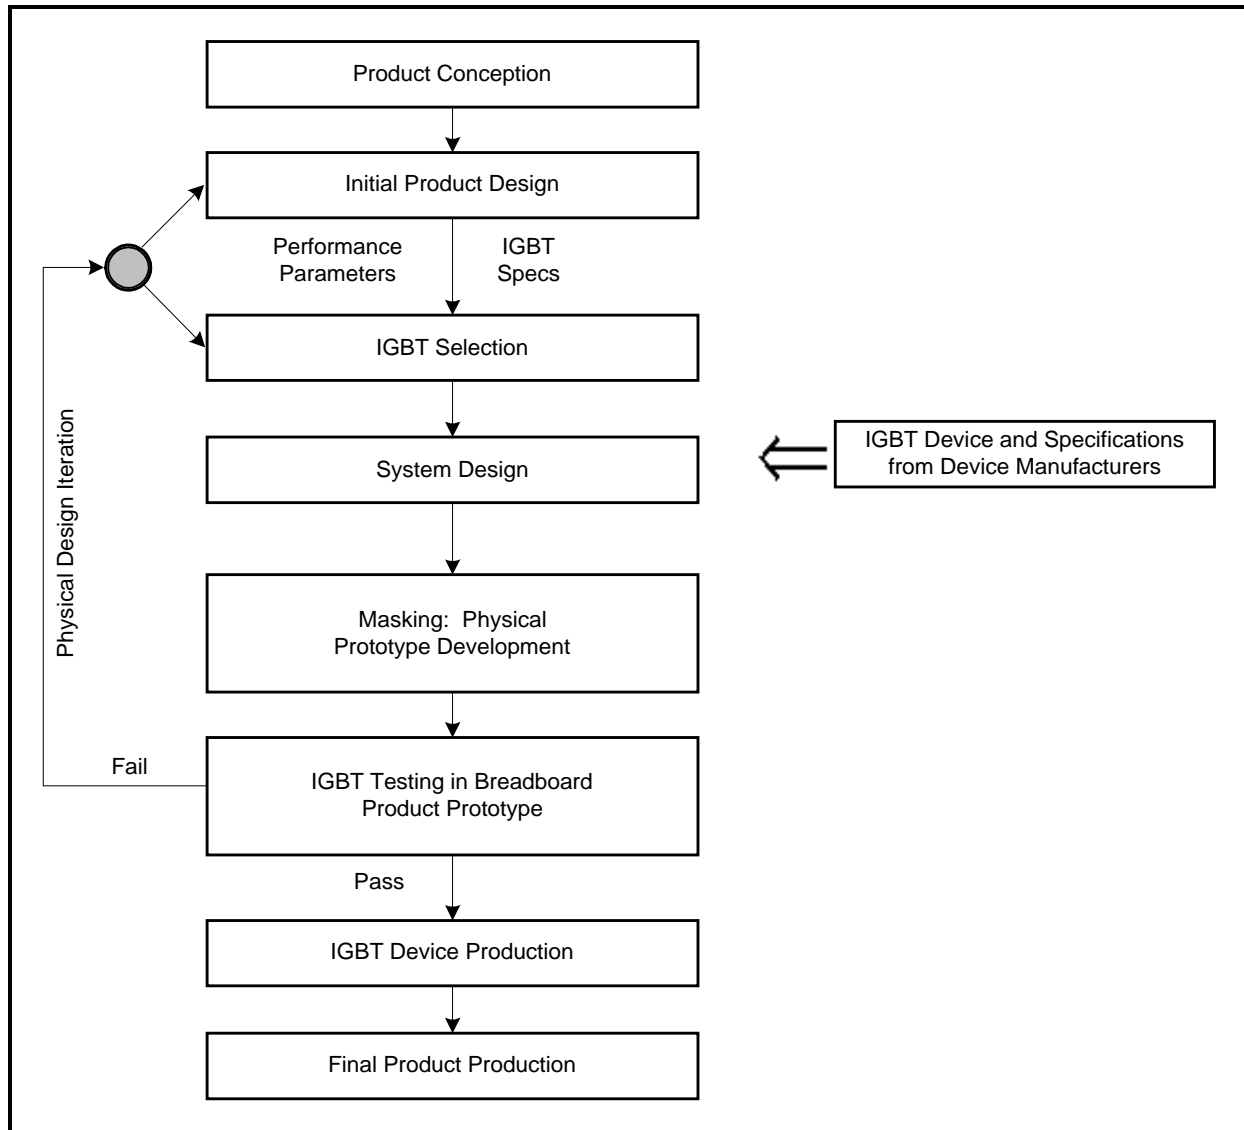 Product Conception
Initial Product Design
Performance
Parameters
IGBT
Specs
IGBT Selection
System Design
IGBT Device and Specifications
from Device Manufacturers
Physical Design Iteration
Masking:  Physical
Prototype Development
Fail
IGBT Testing in Breadboard
Product Prototype
Pass
IGBT Device Production
Final Product Production